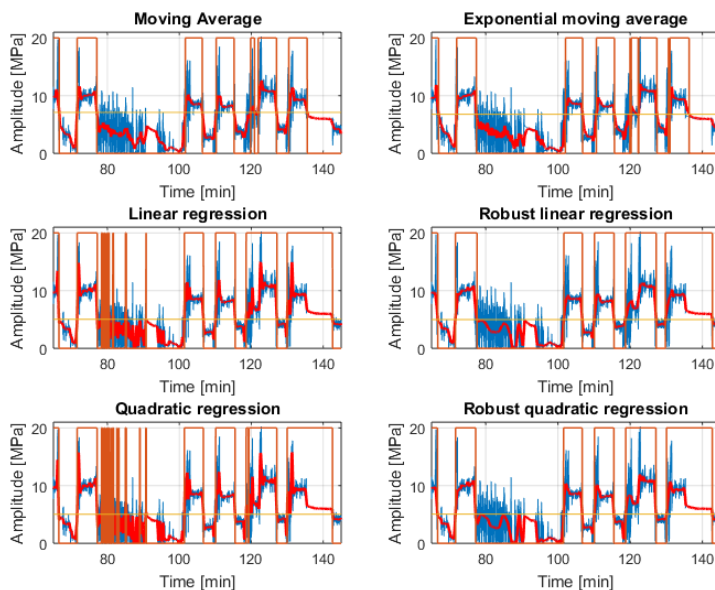 Moving Average
Exponential moving average
20
10
0
Amplitude [MPa]
80 100 120 140
Time [min]
20
10
0
Amplitude [MPa]
80 100 120 140
Time [min]
Linear regression
Robust linear regression
20
10
0
Amplitude [MPa]
80 100 120 140
Time [min]
20
10
0
Amplitude [MPa]
80 100 120 140
Time [min]
Quadratic regression
Robust quadratic regression
20
10
0
Amplitude [MPa]
80 100 120 140
Time [min]
20
10
0
Amplitude [MPa]
80 100 120 140
Time [min]